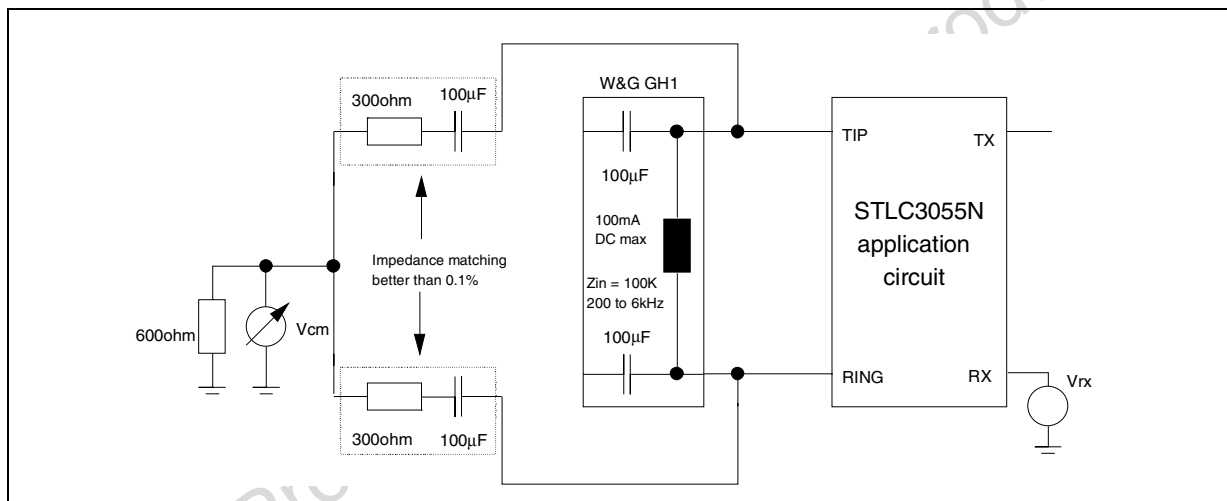 W&G GH1
300ohm
100μF
TIP
TX
100μF
STLC3055N
application
circuit
100mA
DC max
Impedance matching
better than 0.1%
Zin = 100K
200 to 6kHz
Vcm
600ohm
100μF
RING
RX
Vrx
300ohm
100μF